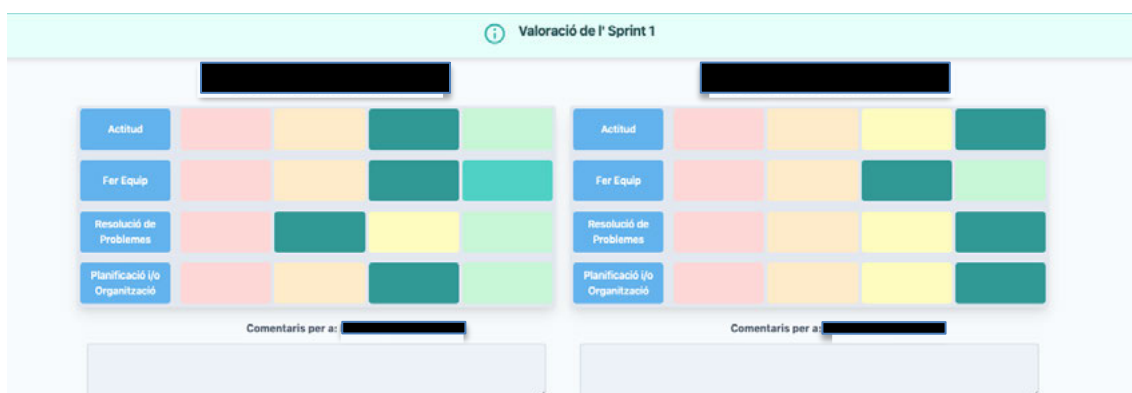 Valoració de l' Sprint 1
Actitud
Fer Equip
Resolució de
Problemes
Planificació i/o
Organització
Comentaris per a:
Actitud
Fer Equip
Resolució de
Problemes
Planificació i/o
Organització
Comentaris per a: